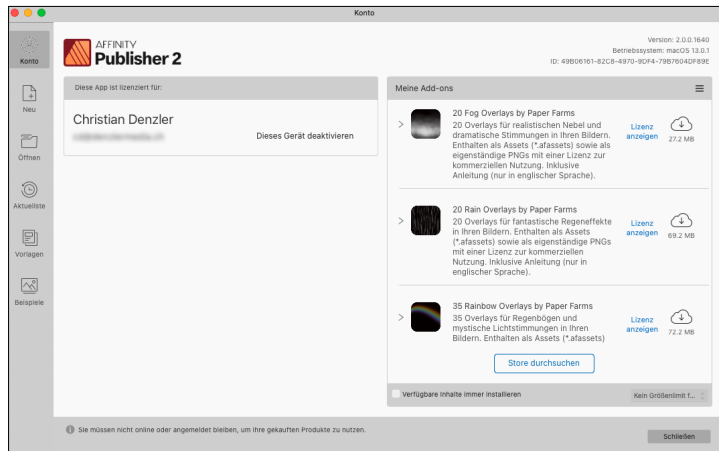 Konto
AFFINITY
Publisher 2
Version: 2.0.0.1640
Betriebssystem: macOS 13.0.1
ID: 49B06161-82C8-4970-9DF4-79B7604DF89E
Konto
Neu
Öffnen
Aktuellste
Vorlagen
Beispiele
Diese App ist lizenziert für:
Christian Denzler
Dieses Gerät deaktivieren
Meine Add-ons
20 Fog Overlays by Paper Farms
20 Overlays für realistischen Nebel und
dramatische Stimmungen in Ihren Bildern.
Enthalten als Assets (*.afassets) sowie als
eigenständige PNGs mit einer Lizenz zur
kommerziellen Nutzung. Inklusive
Anleitung (nur in englischer Sprache).
Lizenz
anzeigen
27.2 MB
20 Rain Overlays by Paper Farms
20 Overlays für fantastische Regeneffekte
in Ihren Bildern. Enthalten als Assets
(*.afassets) sowie als eigenständige PNGs
mit einer Lizenz zur kommerziellen
Nutzung. Inklusive Anleitung (nur in
englischer Sprache).
Lizenz
anzeigen
69.2 MB
35 Rainbow Overlays by Paper Farms
35 Overlays für Regenbögen und
mystische Lichtstimmungen in Ihren
Bildern. Enthalten als Assets (*.afassets)
Lizenz
anzeigen
72.2 MB
Store durchsuchen
Verfügbare Inhalte immer installieren
Kein Größenlimit f...
Sie müssen nicht online oder angemeldet bleiben, um Ihre gekauften Produkte zu nutzen.
Schließen